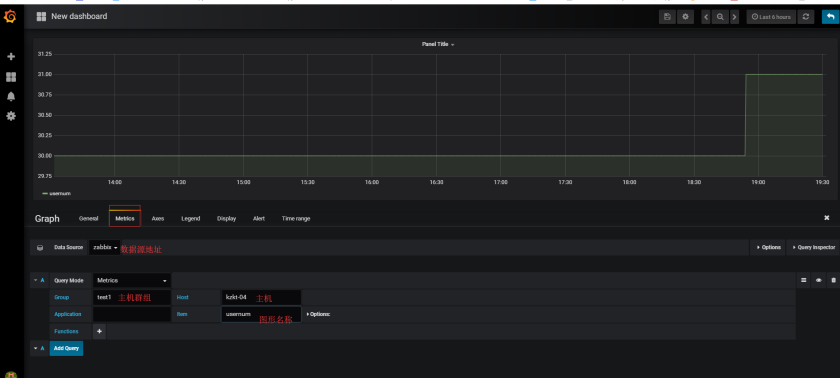 New dashboard
Last 6 hours
Panel Title
31.25
31.00
30.75
30.50
30.25
30.00
29.75
14:00 14:30 15:00 15:30 16:00 16:30 17:00 17:30 18:00 18:30 19:00 19:30
usernum
Graph General Metrics Axes Legend Display Alert Time range
Data Source zabbix 数据源地址 Options Query Inspector
A Query Mode Metrics
Group test1 主机群组 Host kzkt-04 主机
Application Item usernum 图形名称 Options:
Functions +
A Add Query